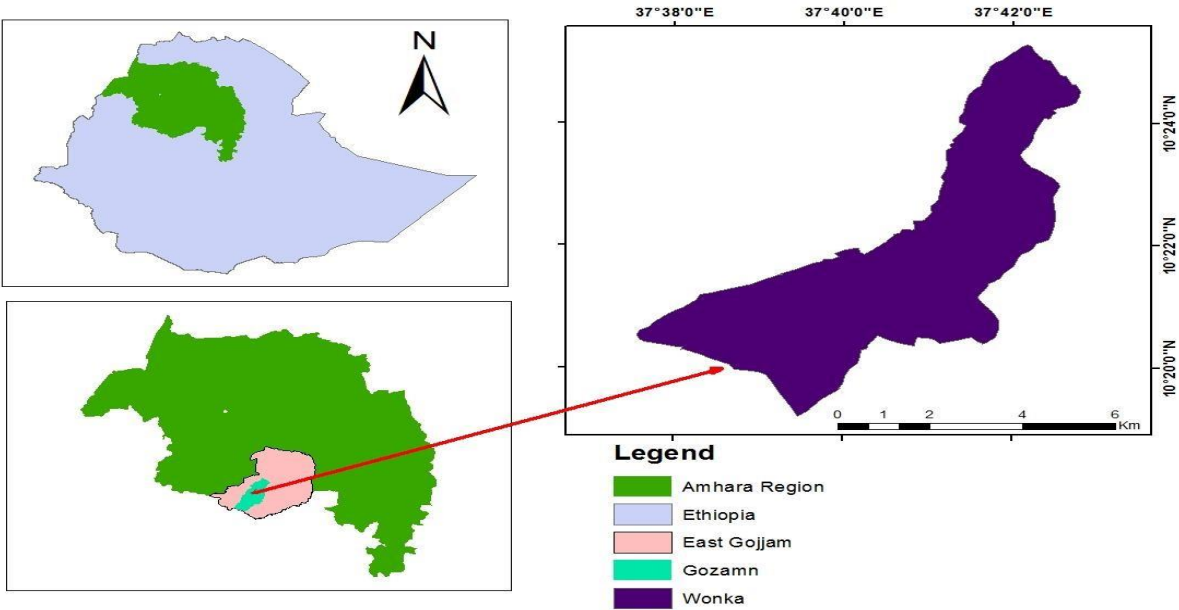 N
37°38'0"E 37°40'0"E 37°42'0"E
10°24'0"N
10°22'0"N
10°20'0"N
0 1 2 4 6
Km
Legend
Amhara Region
Ethiopia
East Gojjam
Gozamn
Wonka